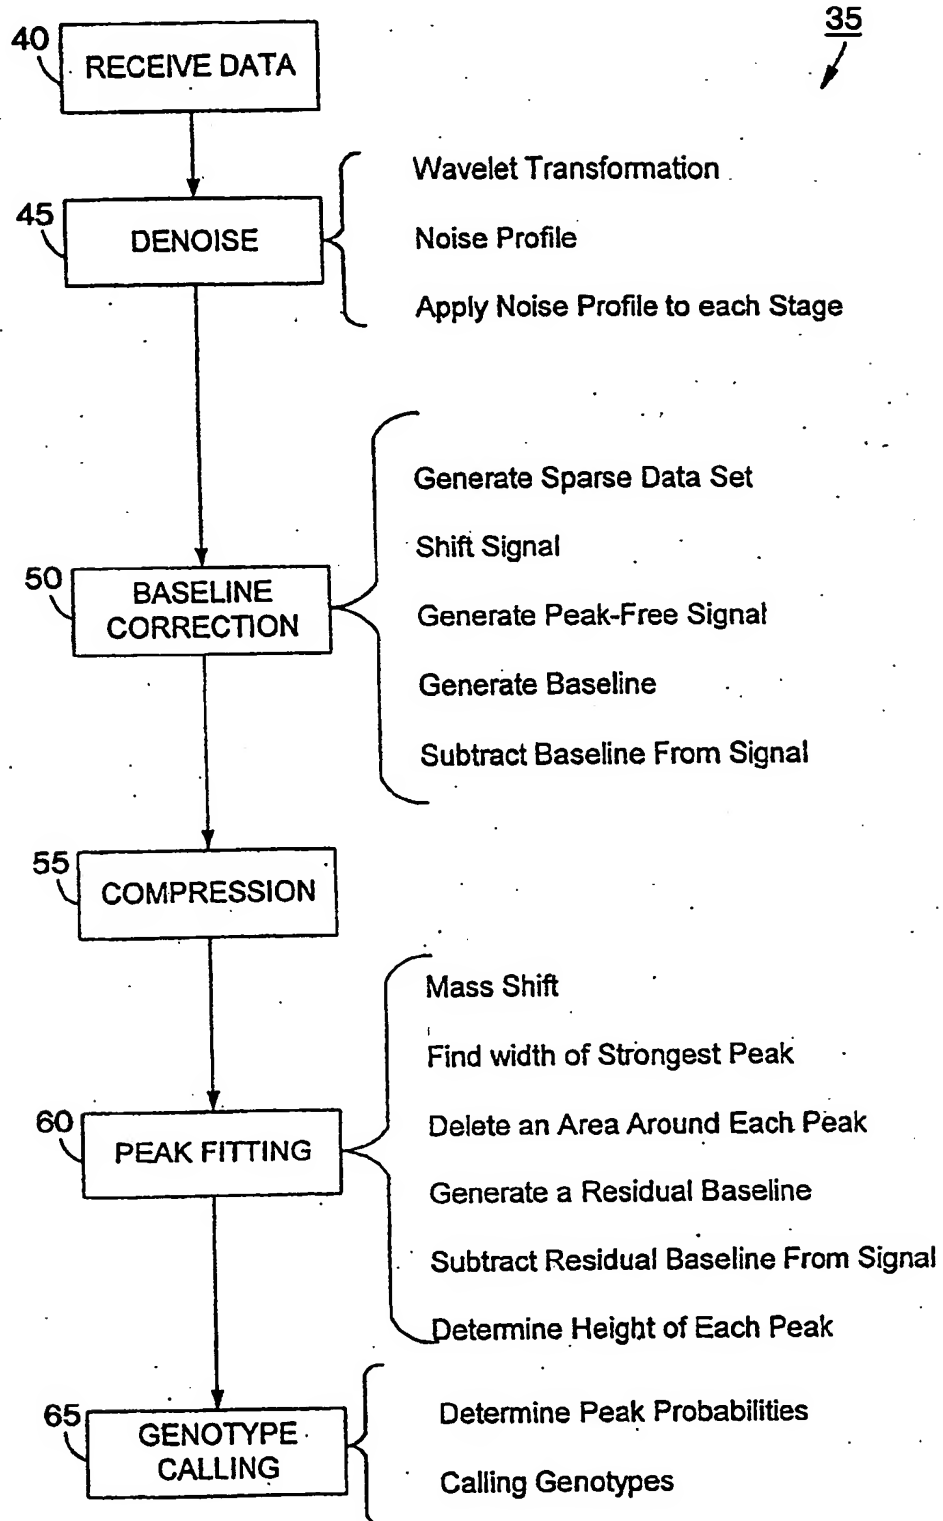 35
40
RECEIVE DATA
45
DENOISE
Wavelet Transformation
Noise Profile
Apply Noise Profile to each Stage
50
BASELINE
CORRECTION
Generate Sparse Data Set
Shift Signal
Generate Peak-Free Signal
Generate Baseline
Subtract Baseline From Signal
55
COMPRESSION
60
PEAK FITTING
Mass Shift
Find width of Strongest Peak
Delete an Area Around Each Peak
Generate a Residual Baseline
Subtract Residual Baseline From Signal
Determine Height of Each Peak
65
GENOTYPE
CALLING
Determine Peak Probabilities
Calling Genotypes